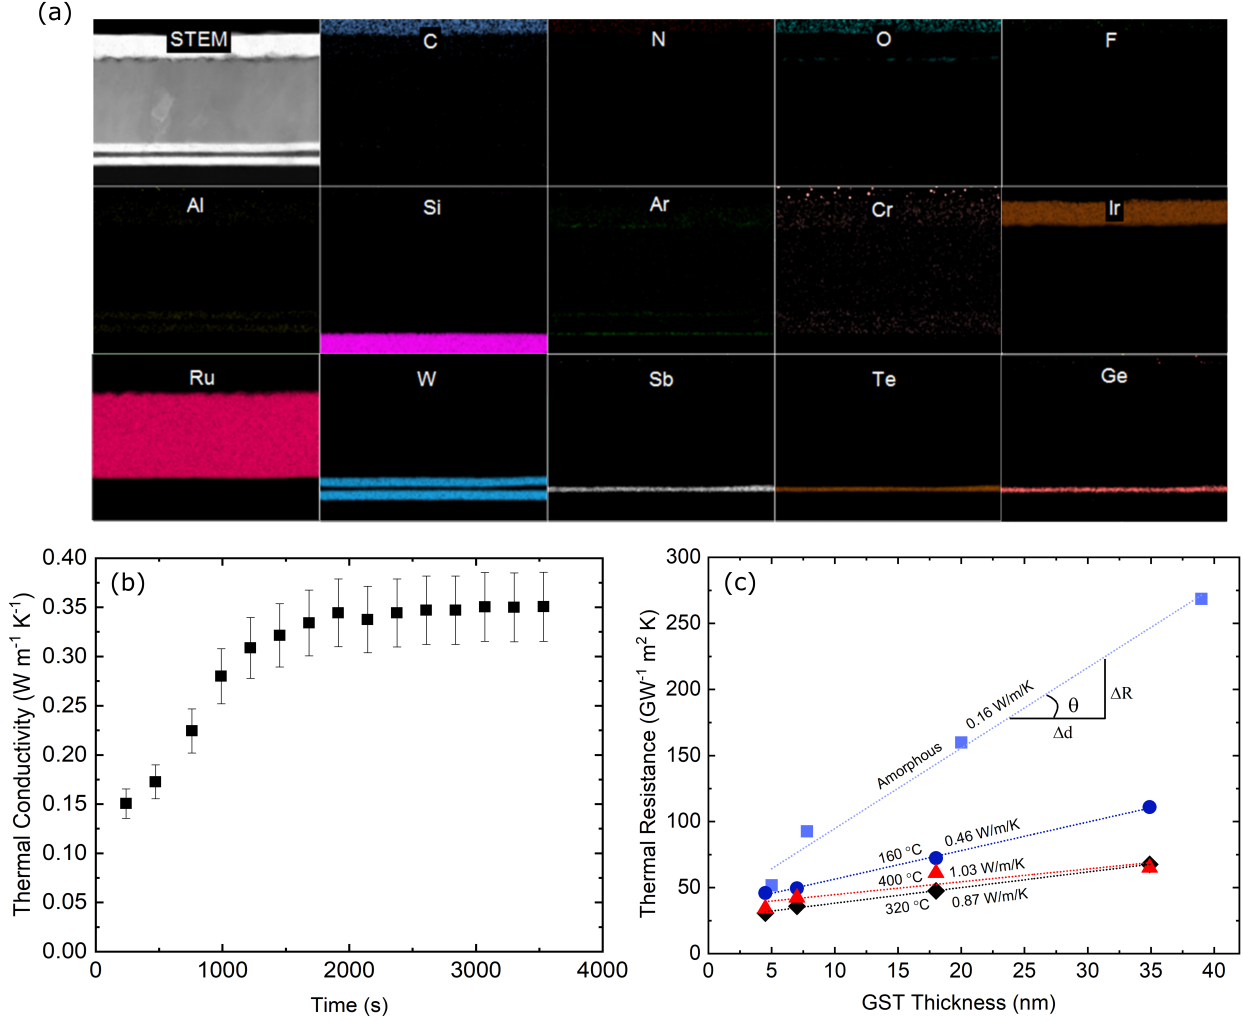 (a)
STEM C N O F
Al Si Ar Cr Ir
Ru W Sb Te Ge
(b)
0.40
0.35
0.30
0.25
0.20
0.15
0.10
0.05
0.00
Thermal Conductivity (W m⁻¹ K⁻¹)
0 1000 2000 3000 4000
Time (s)
(c)
300
250
200
150
100
50
0
Thermal Resistance (GW⁻¹ m² K)
Amorphous 0.16 W/m/K
θ
ΔR
Δd
160 °C 0.46 W/m/K
400 °C 1.03 W/m/K
320 °C 0.87 W/m/K
0 5 10 15 20 25 30 35 40
GST Thickness (nm)